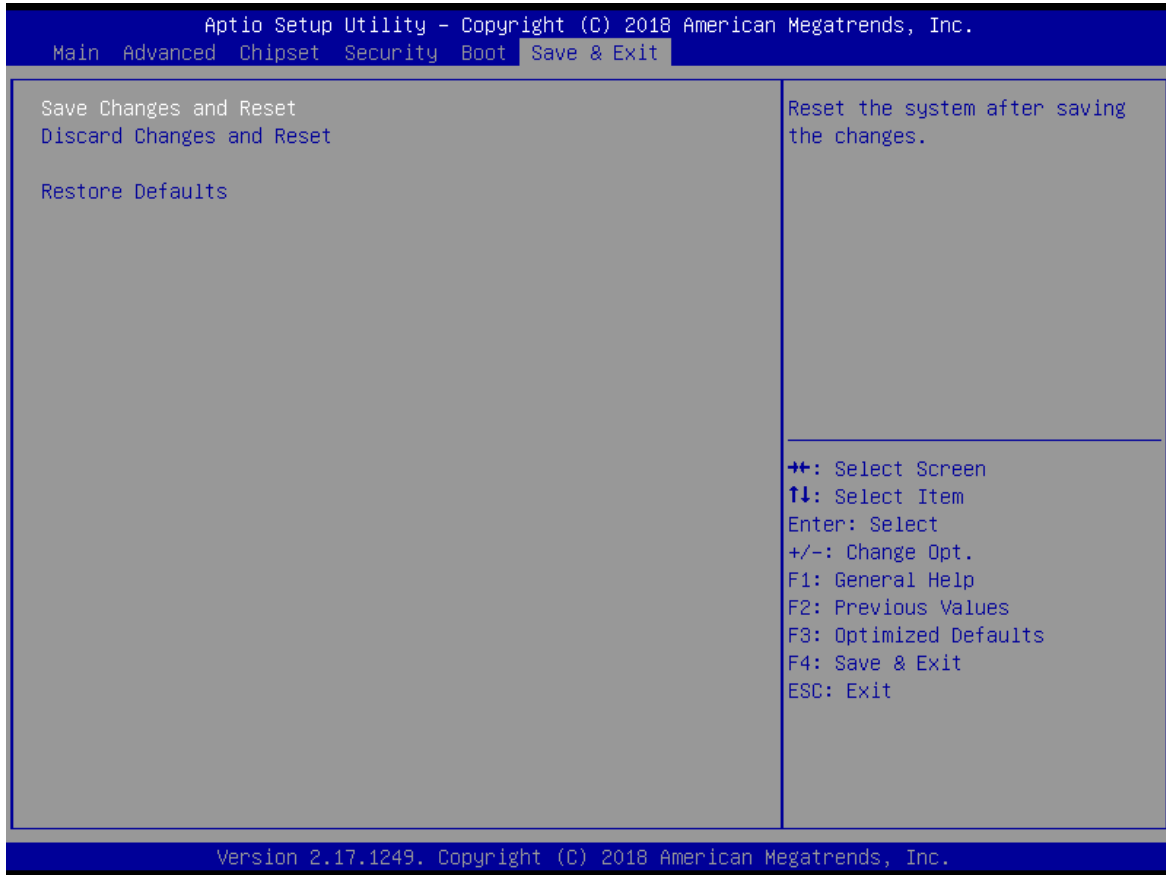 Aptio Setup Utility – Copyright (C) 2018 American Megatrends, Inc.
Main Advanced Chipset Security Boot Save & Exit
Save Changes and Reset
Discard Changes and Reset
Restore Defaults
Reset the system after saving
the changes.
→←: Select Screen
↑↓: Select Item
Enter: Select
+/-: Change Opt.
F1: General Help
F2: Previous Values
F3: Optimized Defaults
F4: Save & Exit
ESC: Exit
Version 2.17.1249. Copyright (C) 2018 American Megatrends, Inc.